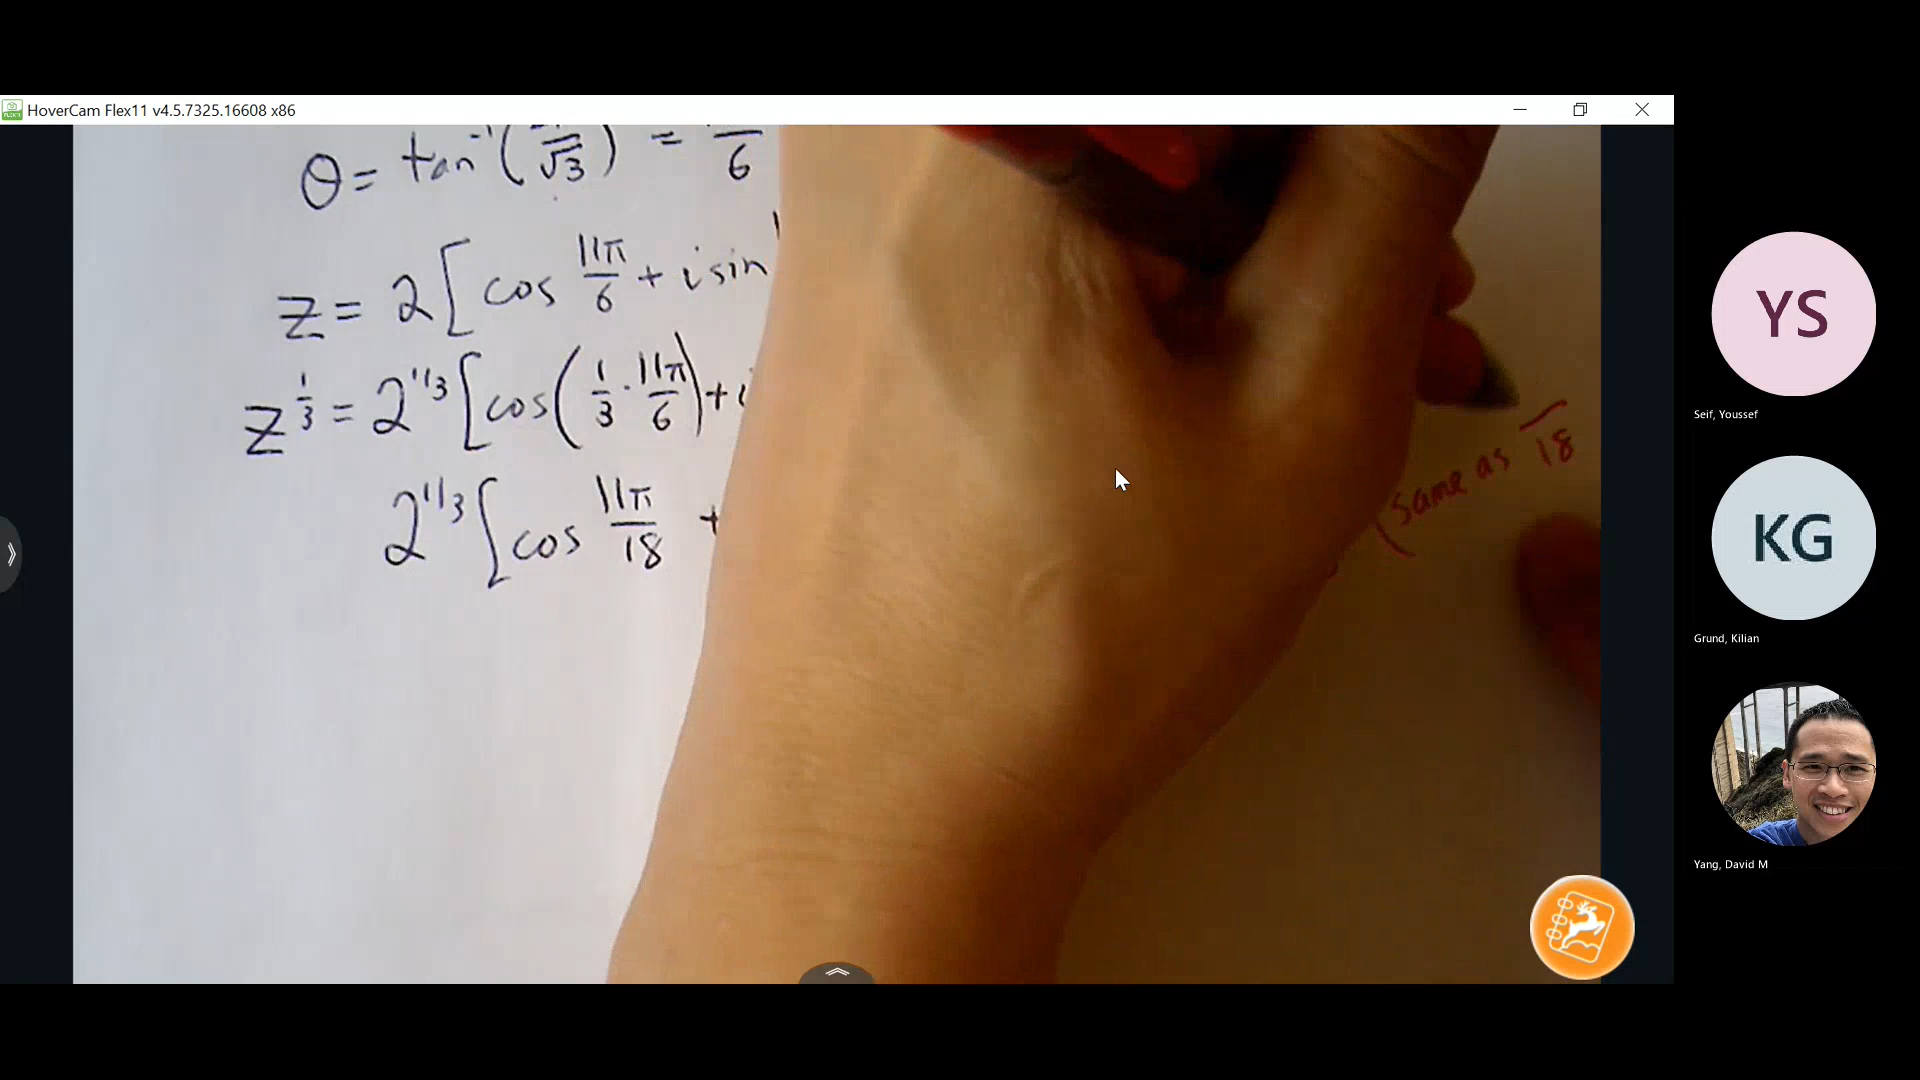 HoverCam Flex11 v4.5.7325.16608 x86
θ = tan⁻¹( /√3) = /6
z = 2[cos 11π/6 + i sin
z^1/3 = 2^1/3[cos(1/3 · 11π/6) + i
2^1/3[cos 11π/18 +
(same as /18
YS
Seif, Youssef
KG
Grund, Kilian
Yang, David M